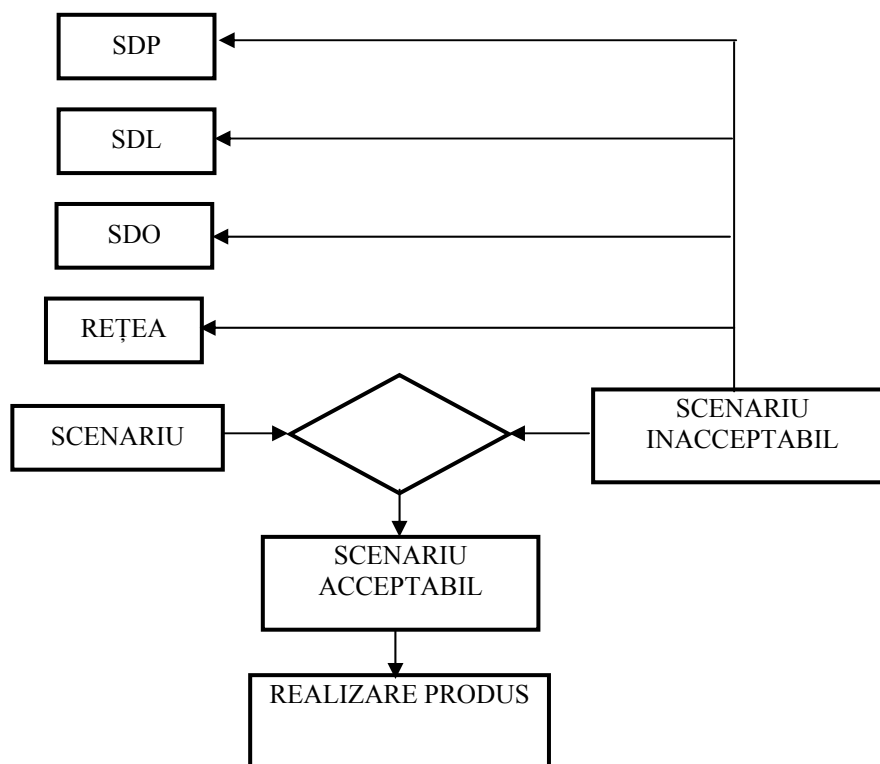 SDP
SDL
SDO
REȚEA
SCENARIU
SCENARIU
INACCEPTABIL
SCENARIU
ACCEPTABIL
REALIZARE PRODUS